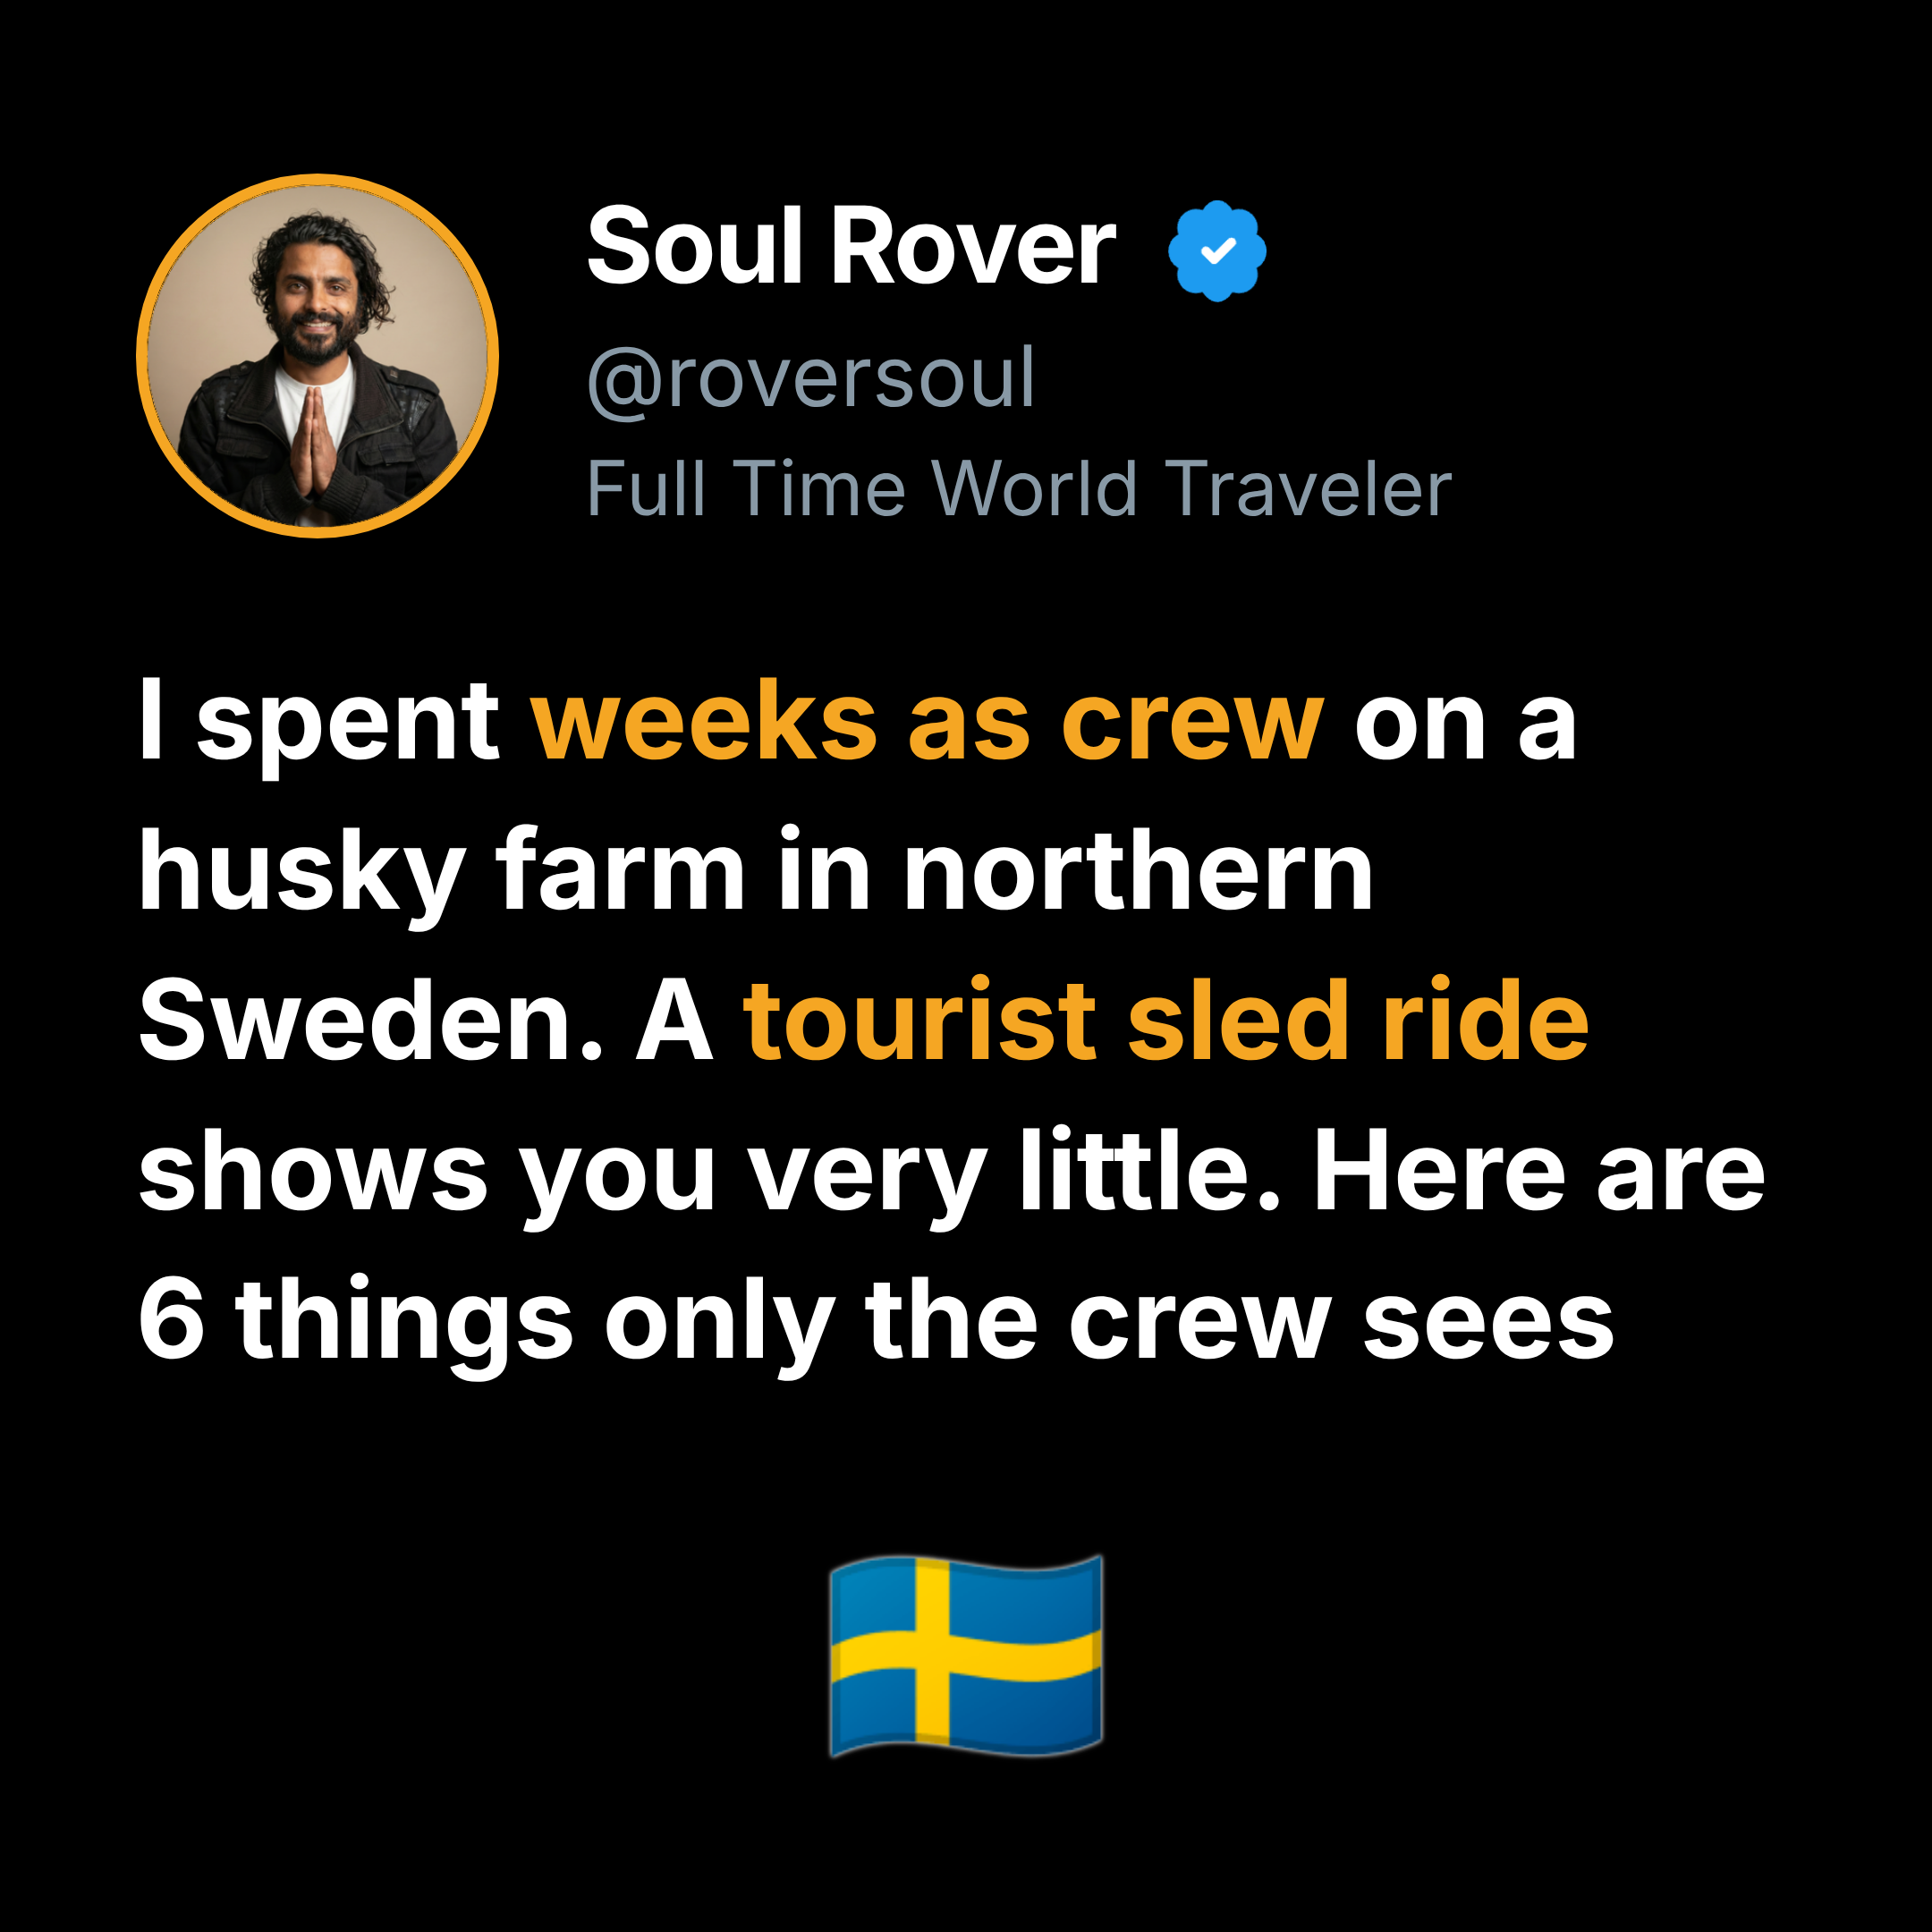 Soul Rover
@roversoul
Full Time World Traveler
I spent weeks as crew on a
husky farm in northern
Sweden. A tourist sled ride
shows you very little. Here are
6 things only the crew sees